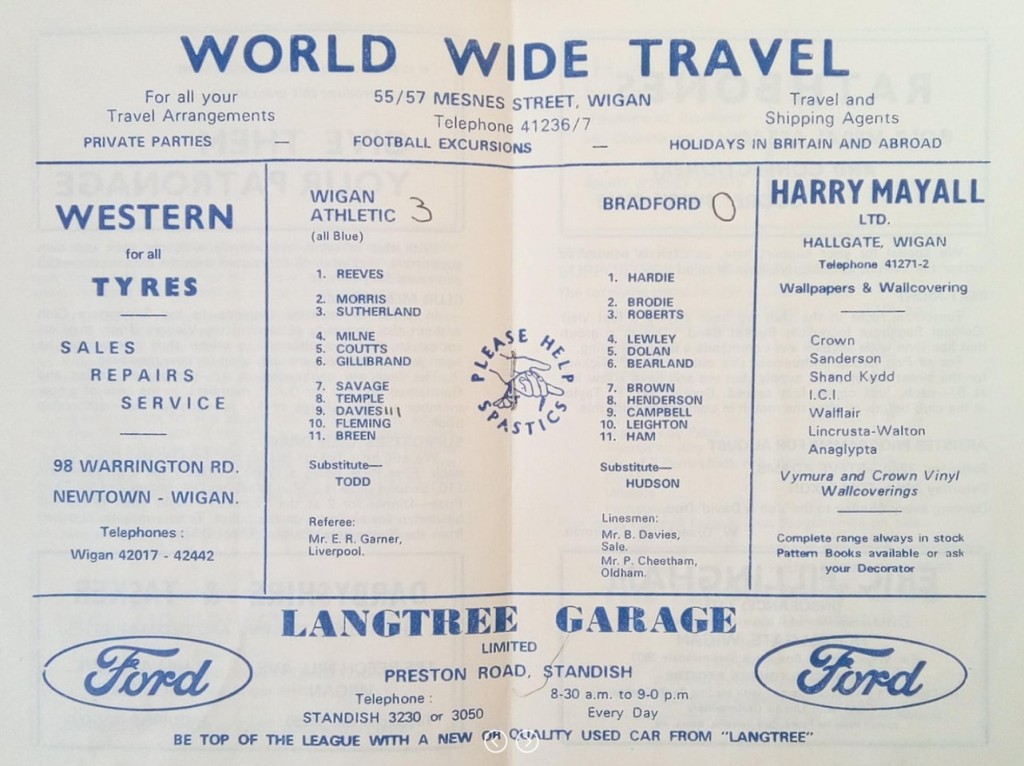 WORLD WIDE TRAVEL
For all your
Travel Arrangements
55/57 MESNES STREET, WIGAN
Telephone 41236/7
Travel and
Shipping Agents
PRIVATE PARTIES — FOOTBALL EXCURSIONS — HOLIDAYS IN BRITAIN AND ABROAD
WESTERN
for all
TYRES
SALES
REPAIRS
SERVICE
98 WARRINGTON RD.
NEWTOWN - WIGAN.
Telephones :
Wigan 42017 - 42442
WIGAN
ATHLETIC 3
(all Blue)
1. REEVES
2. MORRIS
3. SUTHERLAND
4. MILNE
5. COUTTS
6. GILLIBRAND
7. SAVAGE
8. TEMPLE
9. DAVIES III
10. FLEMING
11. BREEN
Substitute—
TODD
Referee:
Mr. E. R. Garner,
Liverpool.
PLEASE HELP
SPASTICS
BRADFORD 0
1. HARDIE
2. BRODIE
3. ROBERTS
4. LEWLEY
5. DOLAN
6. BEARLAND
7. BROWN
8. HENDERSON
9. CAMPBELL
10. LEIGHTON
11. HAM
Substitute—
HUDSON
Linesmen:
Mr. B. Davies,
Sale.
Mr. P. Cheetham,
Oldham.
HARRY MAYALL
LTD.
HALLGATE, WIGAN
Telephone 41271-2
Wallpapers & Wallcovering
Crown
Sanderson
Shand Kydd
I.C.I
Walflair
Lincrusta-Walton
Anaglypta
Vymura and Crown Vinyl
Wallcoverings
Complete range always in stock
Pattern Books available or ask
your Decorator
LANGTREE GARAGE
LIMITED
PRESTON ROAD, STANDISH
Ford
Telephone :
STANDISH 3230 or 3050
8-30 a.m. to 9-0 p.m.
Every Day
Ford
BE TOP OF THE LEAGUE WITH A NEW OR QUALITY USED CAR FROM "LANGTREE"